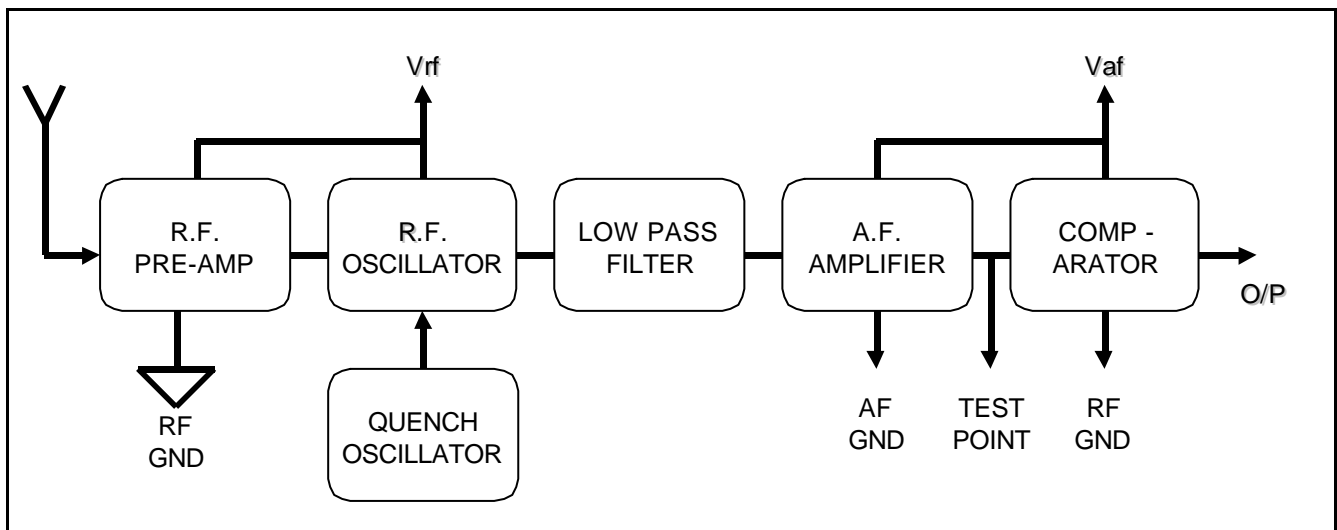 Vrf
Vaf
R.F.
PRE-AMP
R.F.
OSCILLATOR
LOW PASS
FILTER
A.F.
AMPLIFIER
COMP -
ARATOR
O/P
RF
GND
QUENCH
OSCILLATOR
AF
GND
TEST
POINT
RF
GND